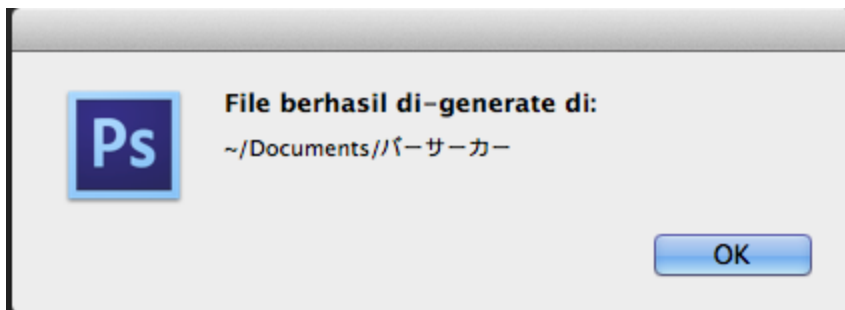 Ps
File berhasil di-generate di:
~/Documents/バーサーカー
OK